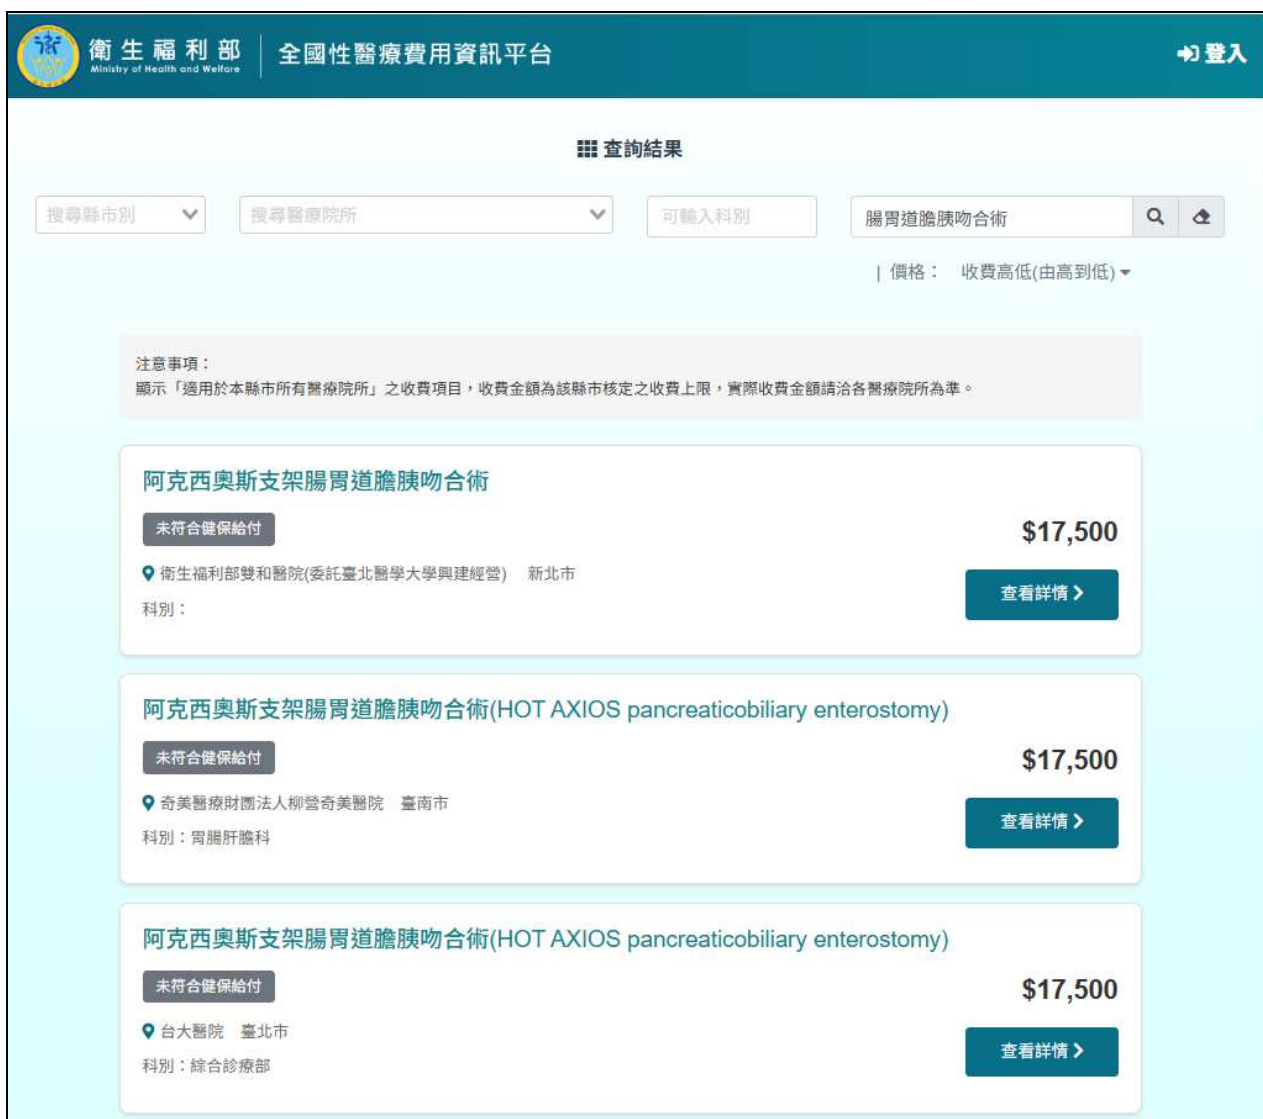 衛生福利部
Ministry of Health and Welfare
全國性醫療費用資訊平台
登入
查詢結果
搜尋縣市別
搜尋醫療院所
可輸入科別
腸胃道膽胰吻合術
| 價格： 收費高低(由高到低)
注意事項：
顯示「適用於本縣市所有醫療院所」之收費項目，收費金額為該縣市核定之收費上限，實際收費金額請洽各醫療院所為準。
阿克西奧斯支架腸胃道膽胰吻合術
未符合健保給付
$17,500
衛生福利部雙和醫院(委託臺北醫學大學興建經營) 新北市
查看詳情
科別：
阿克西奧斯支架腸胃道膽胰吻合術(HOT AXIOS pancreaticobiliary enterostomy)
未符合健保給付
$17,500
奇美醫療財團法人柳營奇美醫院 臺南市
查看詳情
科別：胃腸肝膽科
阿克西奧斯支架腸胃道膽胰吻合術(HOT AXIOS pancreaticobiliary enterostomy)
未符合健保給付
$17,500
台大醫院 臺北市
查看詳情
科別：綜合診療部